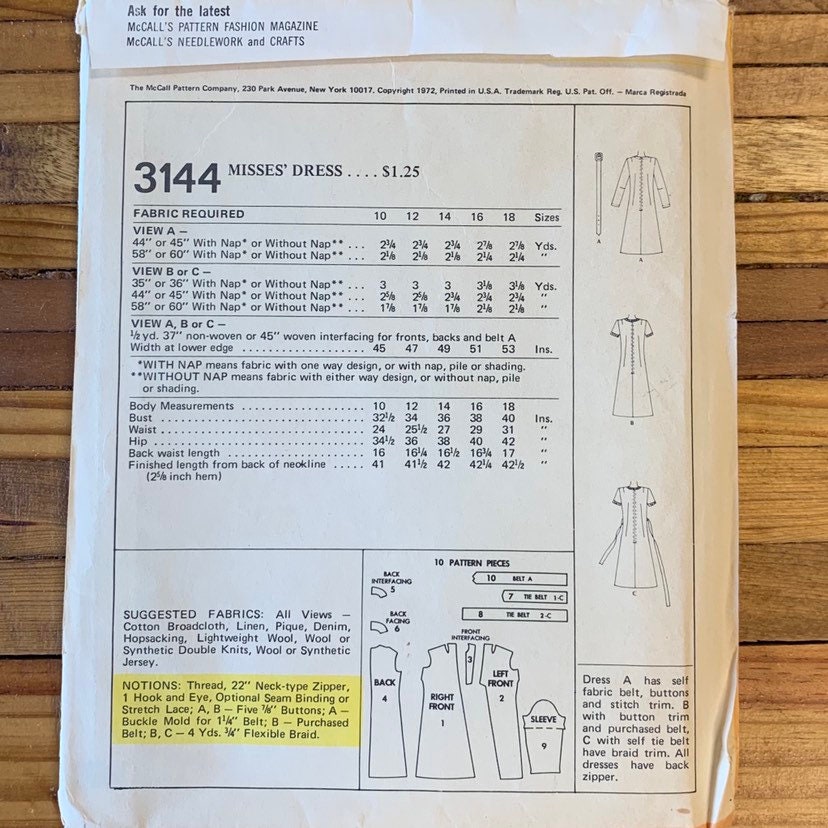 Ask for the latest
McCALL'S PATTERN FASHION MAGAZINE
McCALL'S NEEDLEWORK and CRAFTS
The McCall Pattern Company, 230 Park Avenue, New York 10017. Copyright 1972, Printed in U.S.A. Trademark Reg. U.S. Pat. Off. – Marca Registrada
3144 MISSES' DRESS .... $1.25
FABRIC REQUIRED 10 12 14 16 18 Sizes
VIEW A –
44" or 45" With Nap* or Without Nap** ... 2¾ 2¾ 2¾ 2⅞ 2⅞ Yds.
58" or 60" With Nap* or Without Nap** ... 2⅛ 2⅛ 2⅛ 2¼ 2¼ "
VIEW B or C –
35" or 36" With Nap* or Without Nap** ... 3 3 3 3⅛ 3⅛ Yds.
44" or 45" With Nap* or Without Nap** ... 2⅝ 2⅝ 2¾ 2¾ 2¾ "
58" or 60" With Nap* or Without Nap** ... 1⅞ 1⅞ 1⅞ 2⅛ 2⅛ "
VIEW A, B or C –
½ yd. 37" non-woven or 45" woven interfacing for fronts, backs and belt A
Width at lower edge .................. 45 47 49 51 53 Ins.
*WITH NAP means fabric with one way design, or with nap, pile or shading.
**WITHOUT NAP means fabric with either way design, or without nap, pile
or shading.
Body Measurements .................. 10 12 14 16 18
Bust .................. 32½ 34 36 38 40 Ins.
Waist .................. 24 25½ 27 29 31 "
Hip .................. 34½ 36 38 40 42 "
Back waist length .................. 16 16¼ 16½ 16¾ 17 "
Finished length from back of neckline ..... 41 41½ 42 42¼ 42½ "
(2⅝ inch hem)
A
A
B
C
SUGGESTED FABRICS: All Views –
Cotton Broadcloth, Linen, Pique, Denim,
Hopsacking, Lightweight Wool, Wool or
Synthetic Double Knits, Wool or Synthetic
Jersey.
NOTIONS: Thread, 22" Neck-type Zipper,
1 Hook and Eye, Optional Seam Binding or
Stretch Lace; A, B – Five ⅞" Buttons; A –
Buckle Mold for 1¼" Belt; B – Purchased
Belt; B, C – 4 Yds. ¾" Flexible Braid.
10 PATTERN PIECES
BACK
INTERFACING
5
10 BELT A
7 TIE BELT 1-C
8 TIE BELT 2-C
BACK
FACING
6
FRONT
INTERFACING
3
BACK
4
RIGHT
FRONT
1
LEFT
FRONT
2
SLEEVE
9
Dress A has self
fabric belt, buttons
and stitch trim. B
with button trim
and purchased belt,
C with self tie belt
have braid trim. All
dresses have back
zipper.